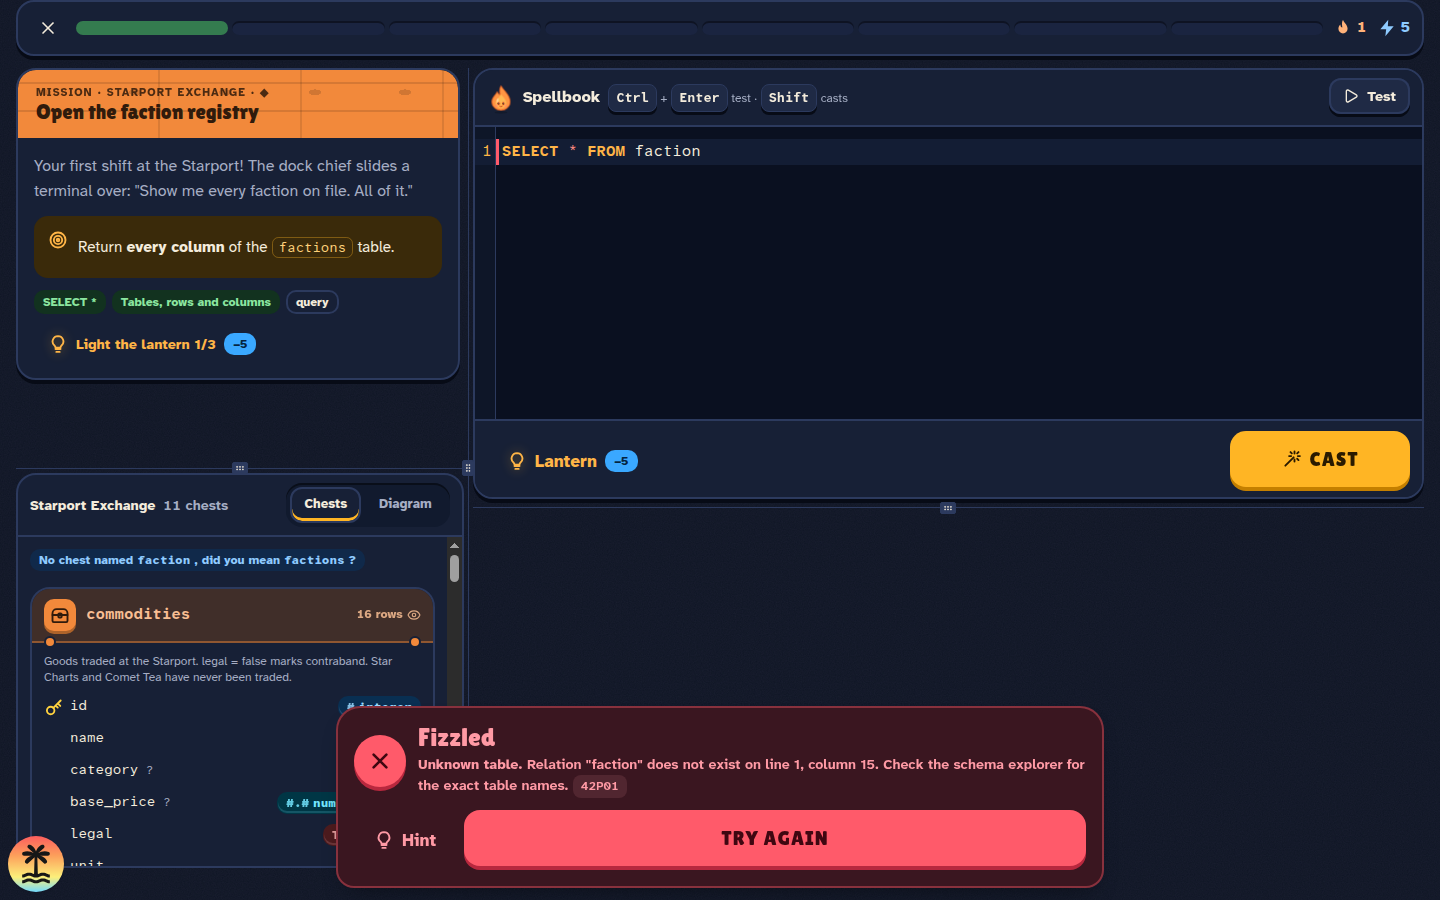 1
5
MISSION · STARPORT EXCHANGE · ◆
Open the faction registry
Your first shift at the Starport! The dock chief slides a
terminal over: "Show me every faction on file. All of it."
Return every column of the factions table.
SELECT *
Tables, rows and columns
query
Light the lantern 1/3
−5
Spellbook
Ctrl + Enter test · Shift casts
Test
1
SELECT * FROM faction
Lantern
−5
CAST
Starport Exchange 11 chests
Chests
Diagram
No chest named faction , did you mean factions ?
commodities
16 rows
Goods traded at the Starport. legal = false marks contraband. Star
Charts and Comet Tea have never been traded.
id
name
category ?
base_price ?
#.# num
legal
unit
Fizzled
Unknown table. Relation "faction" does not exist on line 1, column 15. Check the schema explorer for
the exact table names. 42P01
Hint
TRY AGAIN